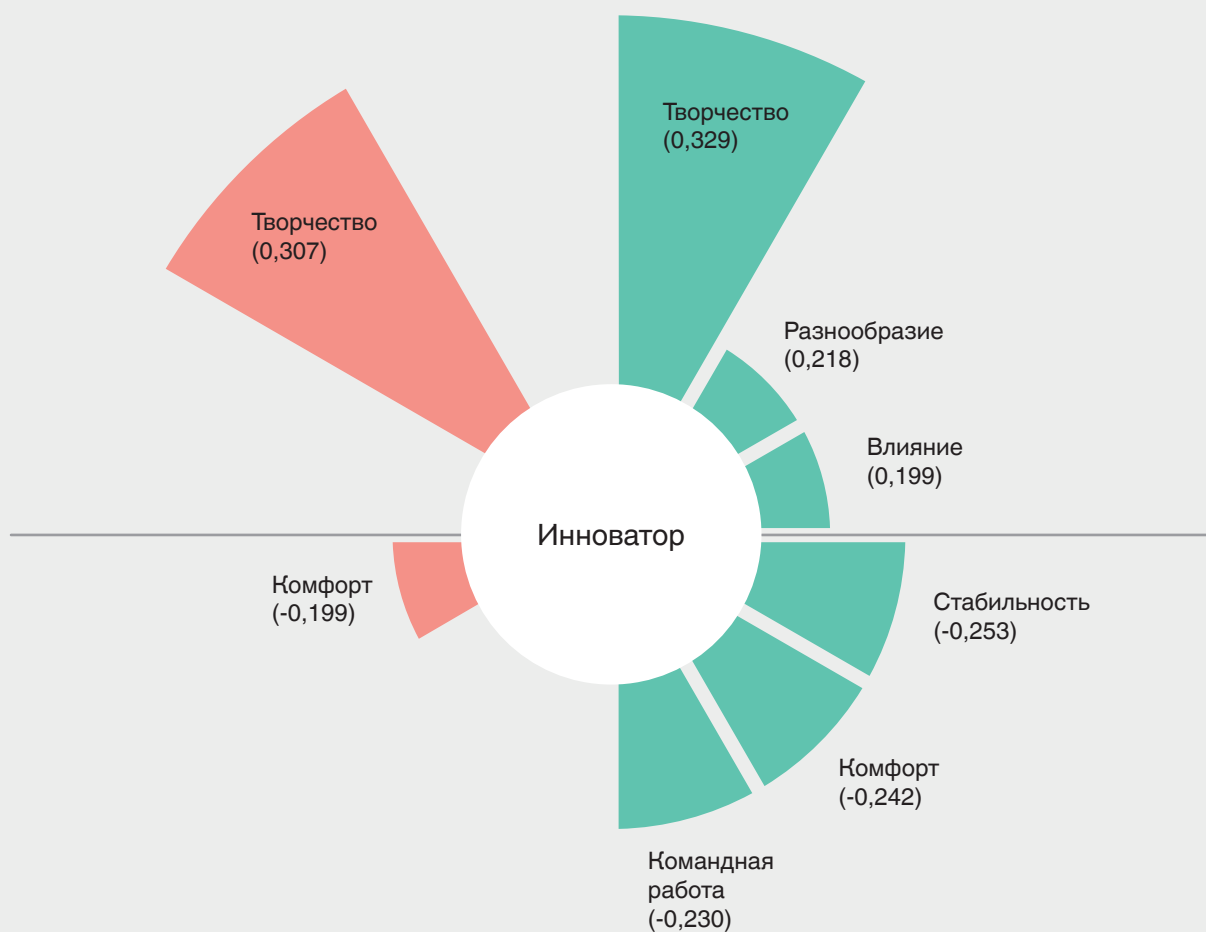 Творчество
(0,329)
Творчество
(0,307)
Разнообразие
(0,218)
Влияние
(0,199)
Инноватор
Комфорт
(-0,199)
Стабильность
(-0,253)
Комфорт
(-0,242)
Командная
работа
(-0,230)